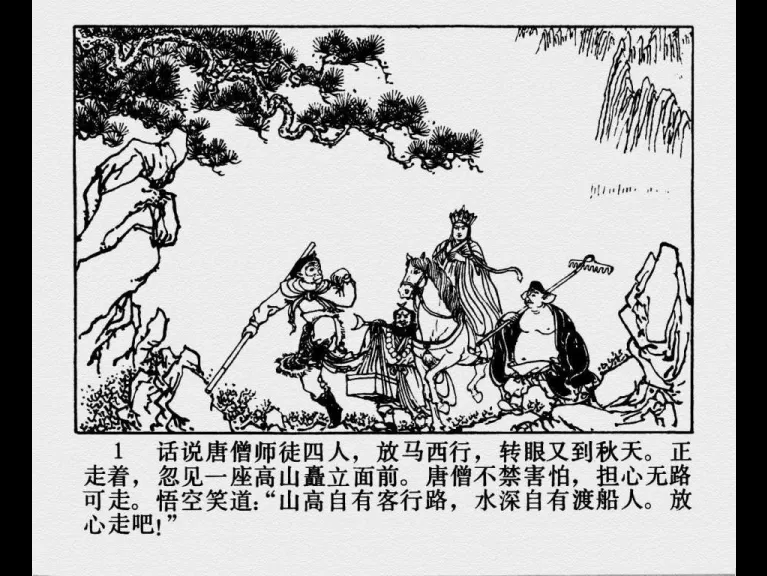 1 话说唐僧师徒四人，放马西行，转眼又到秋天。正
走着，忽见一座高山矗立面前。唐僧不禁害怕，担心无路
可走。悟空笑道：“山高自有客行路，水深自有渡船人。放
心走吧！”